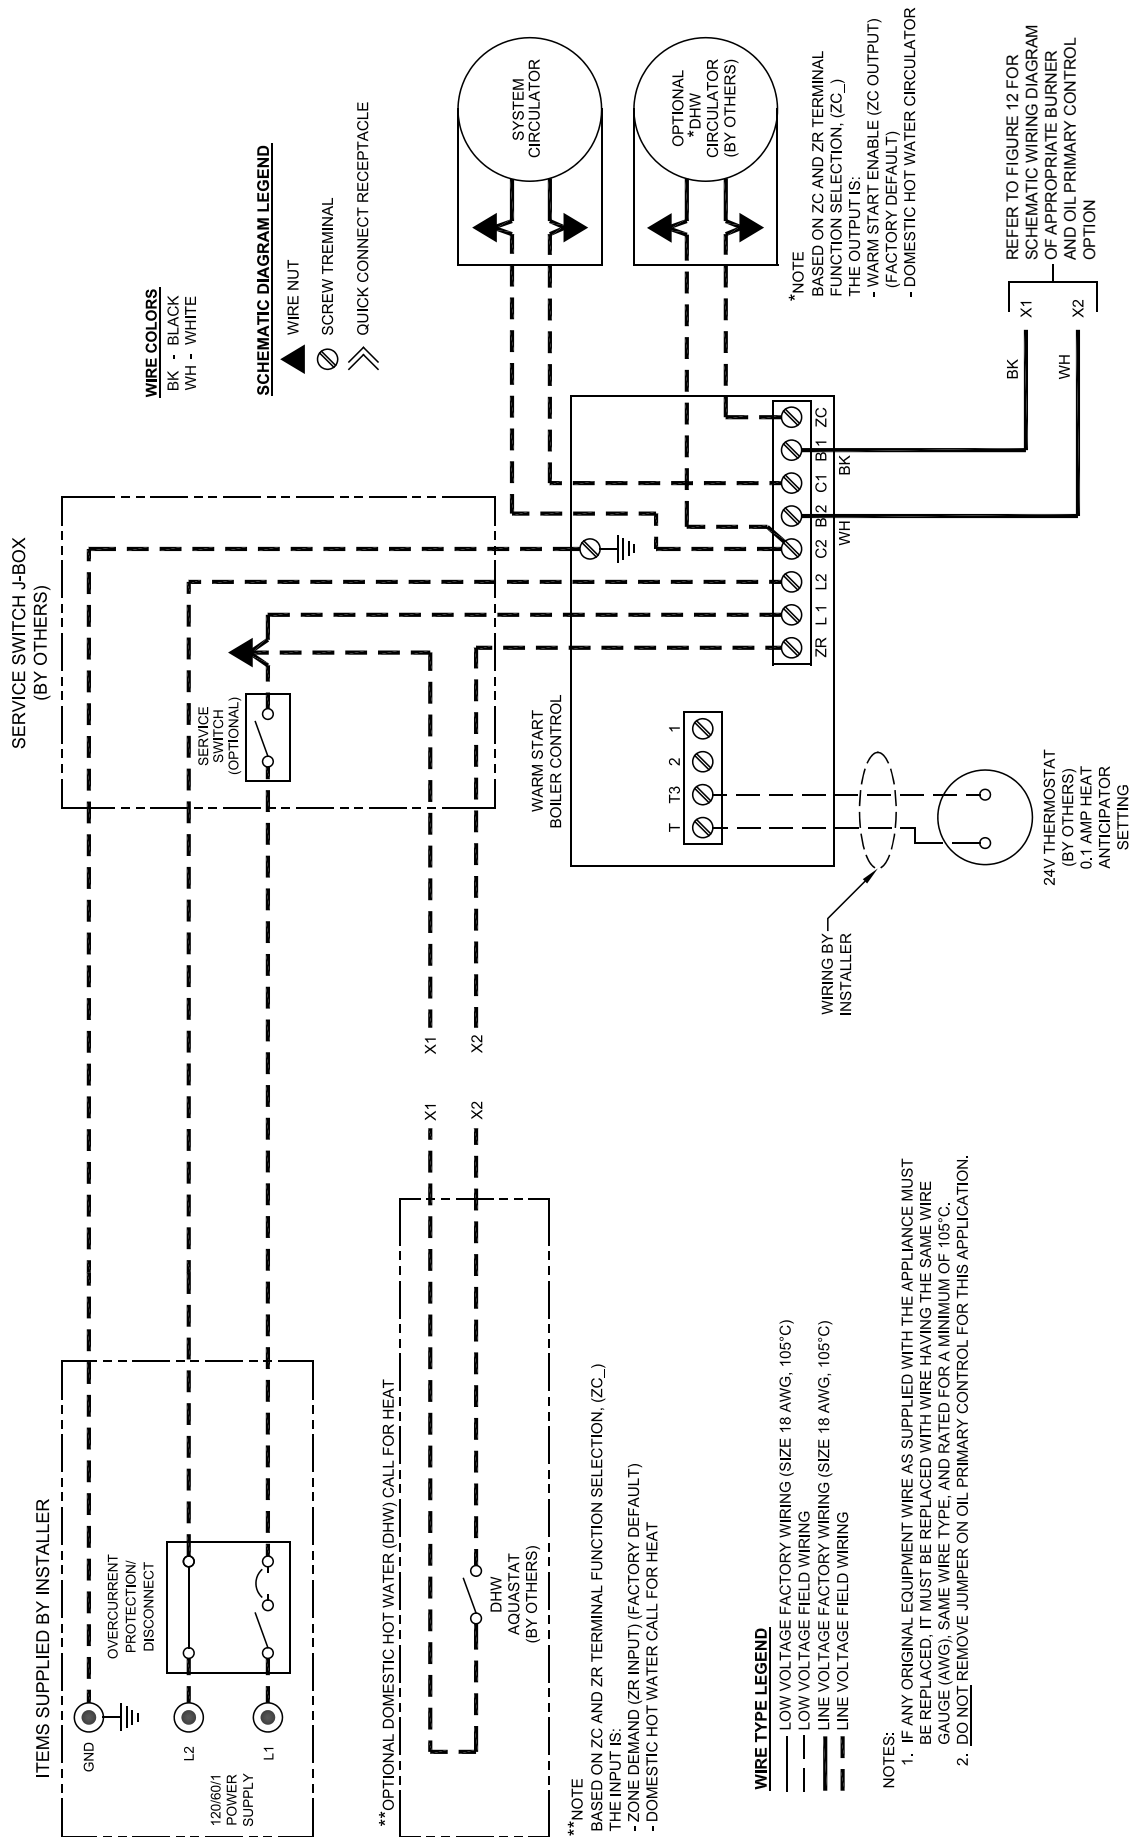 ITEMS SUPPLIED BY INSTALLER
OVERCURRENT
PROTECTION/
DISCONNECT
GND
L2
L1
120/60/1
POWER
SUPPLY
SERVICE SWITCH J-BOX
(BY OTHERS)
SERVICE
SWITCH
(OPTIONAL)
WIRE COLORS
BK - BLACK
WH - WHITE
SCHEMATIC DIAGRAM LEGEND
WIRE NUT
SCREW TREMINAL
QUICK CONNECT RECEPTACLE
**OPTIONAL DOMESTIC HOT WATER (DHW) CALL FOR HEAT
X1
X2
X1
X2
DHW
AQUASTAT
(BY OTHERS)
**NOTE
BASED ON ZC AND ZR TERMINAL FUNCTION SELECTION, (ZC_)
THE INPUT IS:
- ZONE DEMAND (ZR INPUT) (FACTORY DEFAULT)
- DOMESTIC HOT WATER CALL FOR HEAT
WARM START
BOILER CONTROL
T
T3
2
1
ZR
L 1
L2
C2
B 2
C1
B 1
ZC
WH
BK
SYSTEM
CIRCULATOR
OPTIONAL
*DHW
CIRCULATOR
(BY OTHERS)
*NOTE
BASED ON ZC AND ZR TERMINAL
FUNCTION SELECTION, (ZC_)
THE OUTPUT IS:
- WARM START ENABLE (ZC OUTPUT)
(FACTORY DEFAULT)
- DOMESTIC HOT WATER CIRCULATOR
WIRING BY
INSTALLER
24V THERMOSTAT
(BY OTHERS)
0.1 AMP HEAT
ANTICIPATOR
SETTING
BK
WH
X1
X2
REFER TO FIGURE 12 FOR
SCHEMATIC WIRING DIAGRAM
OF APPROPRIATE BURNER
AND OIL PRIMARY CONTROL
OPTION
WIRE TYPE LEGEND
LOW VOLTAGE FACTORY WIRING (SIZE 18 AWG, 105°C)
LOW VOLTAGE FIELD WIRING
LINE VOLTAGE FACTORY WIRING (SIZE 18 AWG, 105°C)
LINE VOLTAGE FIELD WIRING
NOTES:
1. IF ANY ORIGINAL EQUIPMENT WIRE AS SUPPLIED WITH THE APPLIANCE MUST
BE REPLACED, IT MUST BE REPLACED WITH WIRE HAVING THE SAME WIRE
GAUGE (AWG), SAME WIRE TYPE, AND RATED FOR A MINIMUM OF 105°C.
2. DO NOT REMOVE JUMPER ON OIL PRIMARY CONTROL FOR THIS APPLICATION.